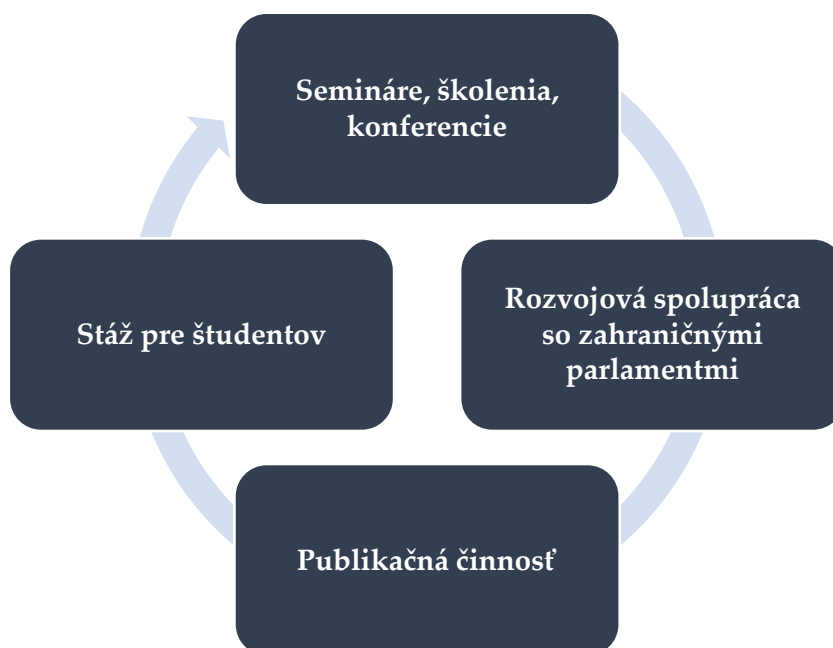 Semináre, školenia,
konferencie
Rozvojová spolupráca
so zahraničnými
parlamentmi
Publikačná činnosť
Stáž pre študentov